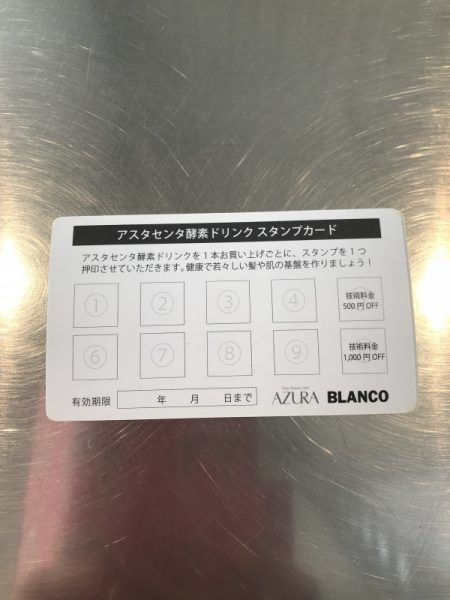 アスタセンタ酵素ドリンク スタンプカード
アスタセンタ酵素ドリンクを1本お買い上げごとに、スタンプを1つ
押印させていただきます。健康で若々しい髪や肌の基盤を作りましょう！
① ② ③ ④ 技術料金
500円OFF
⑥ ⑦ ⑧ ⑨ 技術料金
1,000円OFF
有効期限 年 月 日まで
AZURA BLANCO